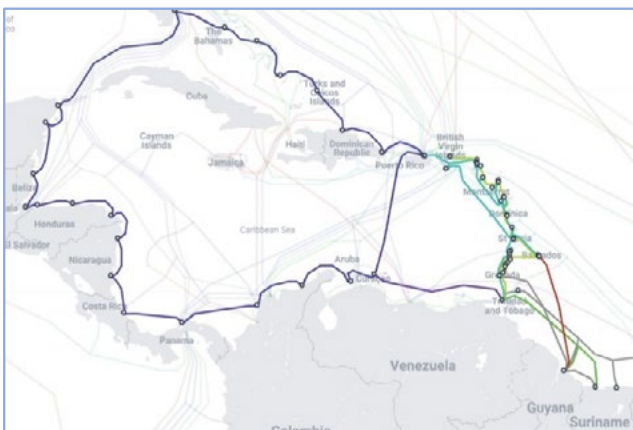 The
Bahamas
Cuba
Turks and
Caicos
Islands
Cayman
Islands
Haiti
Dominican
Republic
Jamaica
Puerto Rico
British
Virgin
Belize
Honduras
El Salvador
Nicaragua
Caribbean Sea
Dominica
Barbados
Aruba
Curaçao
Grenada
Costa Rica
Trinidad
and Tobago
Panama
Venezuela
Guyana
Suriname
Colombia